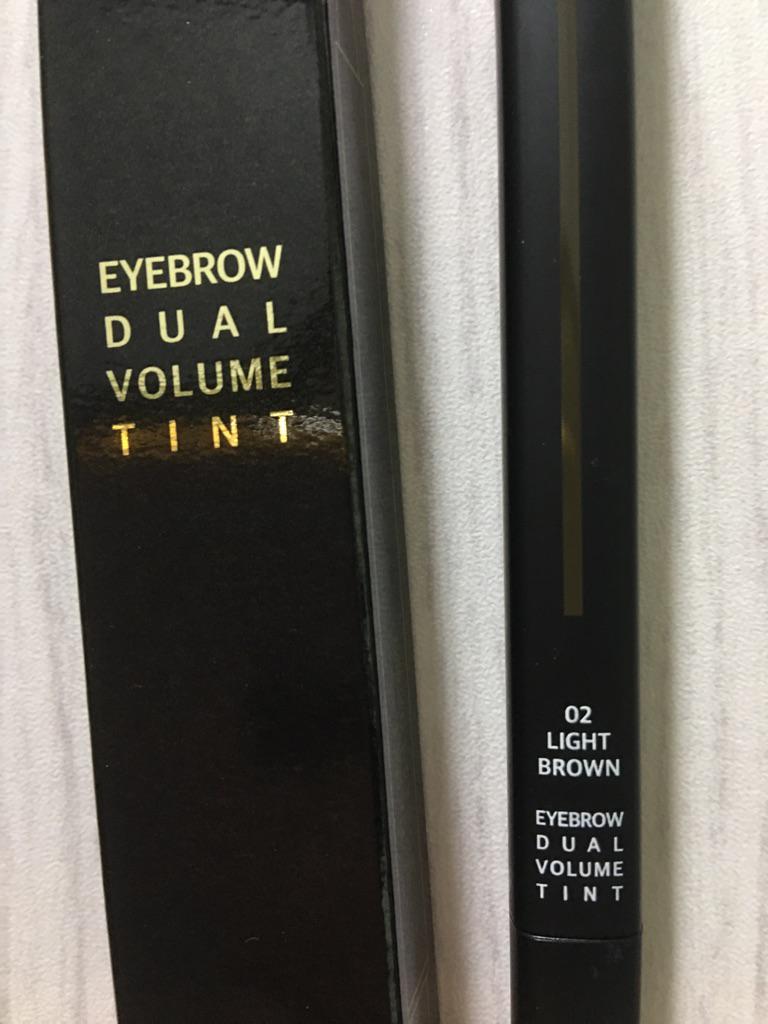 EYEBROW
DUAL
VOLUME
TINT
02
LIGHT
BROWN
EYEBROW
DUAL
VOLUME
TINT